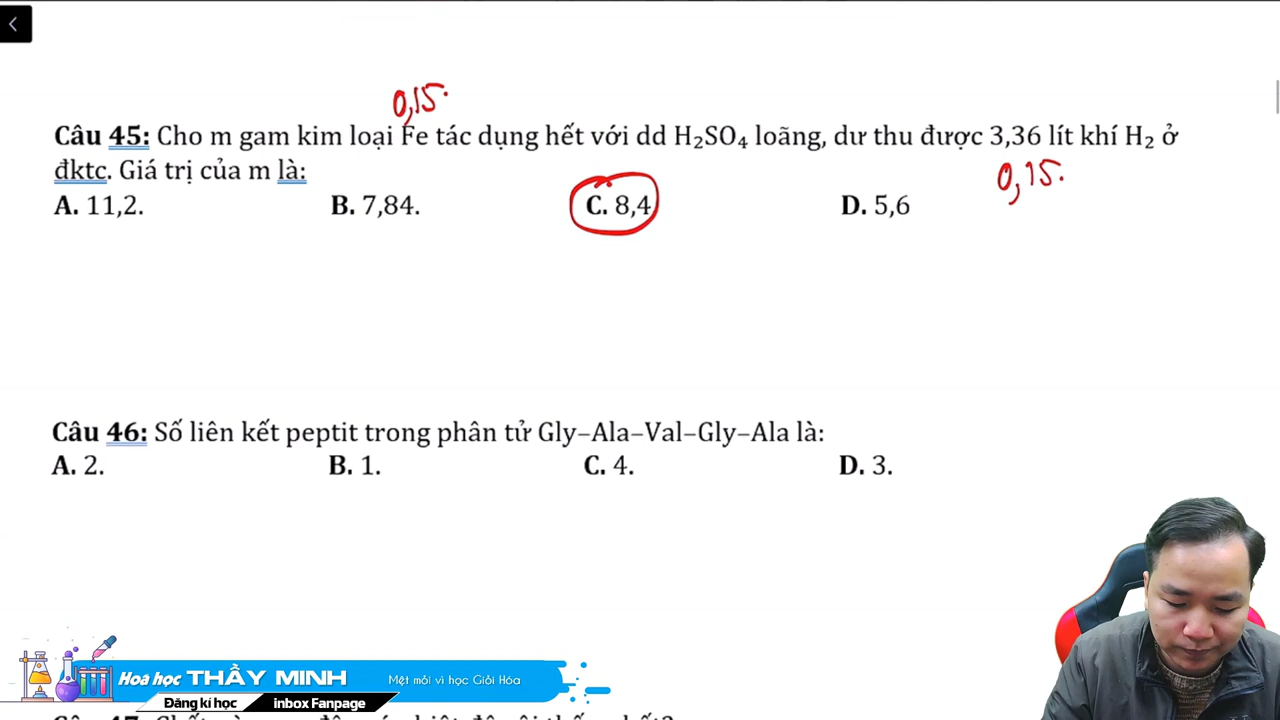 0,15.
Câu 45: Cho m gam kim loại Fe tác dụng hết với dd H₂SO₄ loãng, dư thu được 3,36 lít khí H₂ ở
đktc. Giá trị của m là:
0,15.
A. 11,2. B. 7,84. C. 8,4 D. 5,6
Câu 46: Số liên kết peptit trong phân tử Gly–Ala–Val–Gly–Ala là:
A. 2. B. 1. C. 4. D. 3.
Hoá học THẦY MINH
Mệt mỏi vì học Giỏi Hóa
Đăng kí học inbox Fanpage